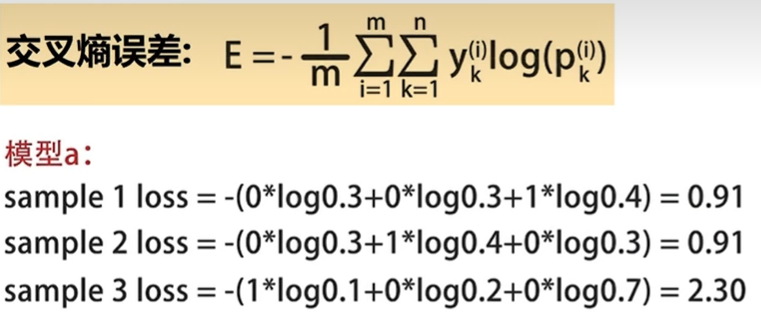 交叉熵误差: E = - 1/m m∑i=1 n∑k=1 y_k^(i) log(p_k^(i))
模型a:
sample 1 loss = -(0*log0.3+0*log0.3+1*log0.4) = 0.91
sample 2 loss = -(0*log0.3+1*log0.4+0*log0.3) = 0.91
sample 3 loss = -(1*log0.1+0*log0.2+0*log0.7) = 2.30